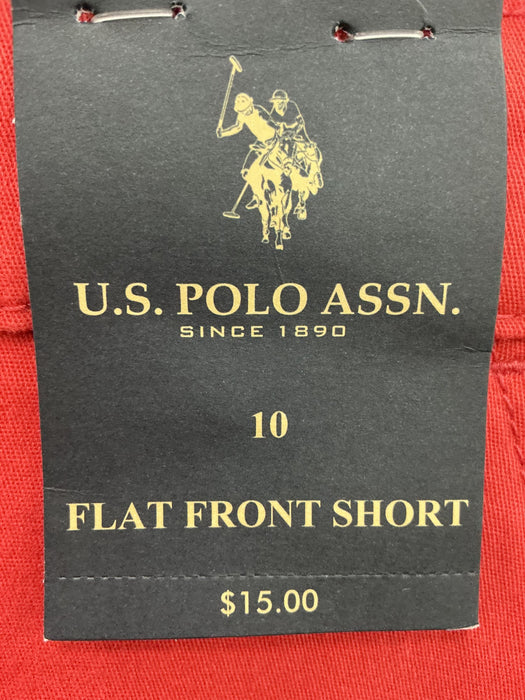 U.S. POLO ASSN.
SINCE 1890
10
FLAT FRONT SHORT
$15.00